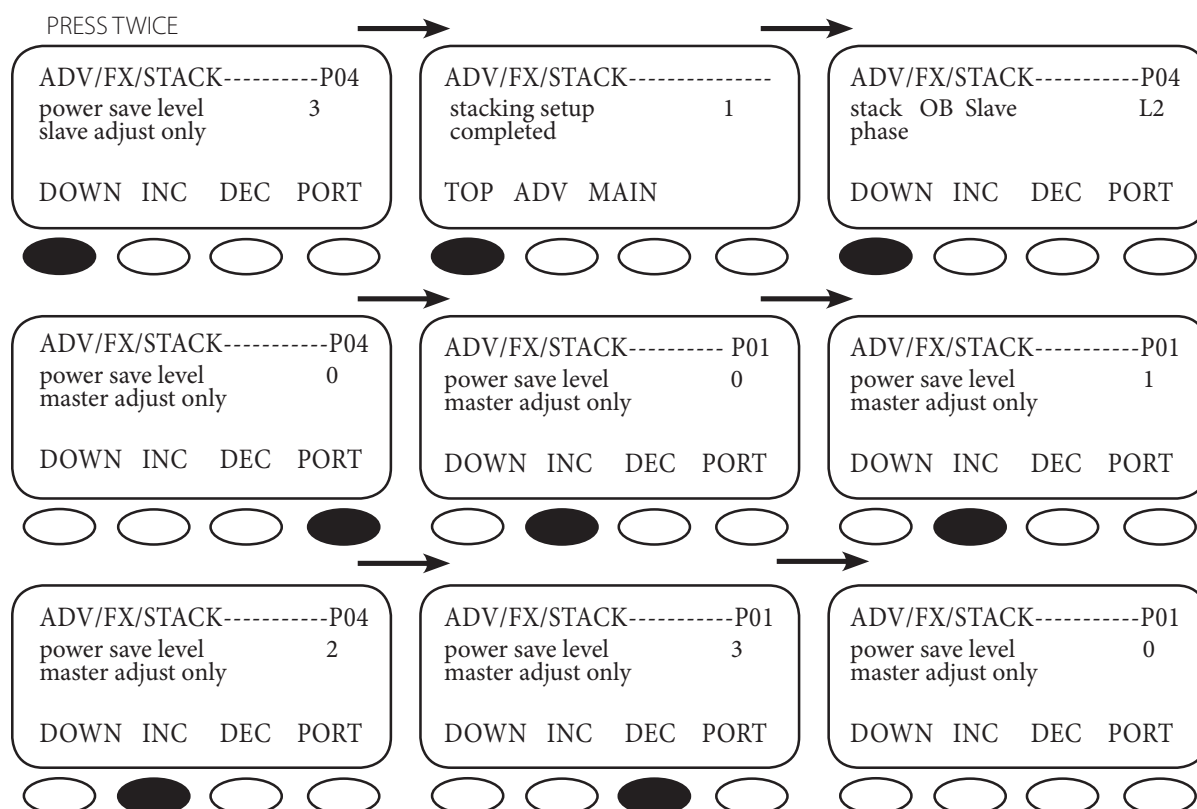 PRESS TWICE
ADV/FX/STACK----------P04
power save level 3
slave adjust only
DOWN INC DEC PORT
ADV/FX/STACK---------------
stacking setup 1
completed
TOP ADV MAIN
ADV/FX/STACK-----------P04
stack OB Slave L2
phase
DOWN INC DEC PORT
ADV/FX/STACK-----------P04
power save level 0
master adjust only
DOWN INC DEC PORT
ADV/FX/STACK---------- P01
power save level 0
master adjust only
DOWN INC DEC PORT
ADV/FX/STACK-----------P01
power save level 1
master adjust only
DOWN INC DEC PORT
ADV/FX/STACK-----------P04
power save level 2
master adjust only
DOWN INC DEC PORT
ADV/FX/STACK-----------P01
power save level 3
master adjust only
DOWN INC DEC PORT
ADV/FX/STACK-----------P01
power save level 0
master adjust only
DOWN INC DEC PORT